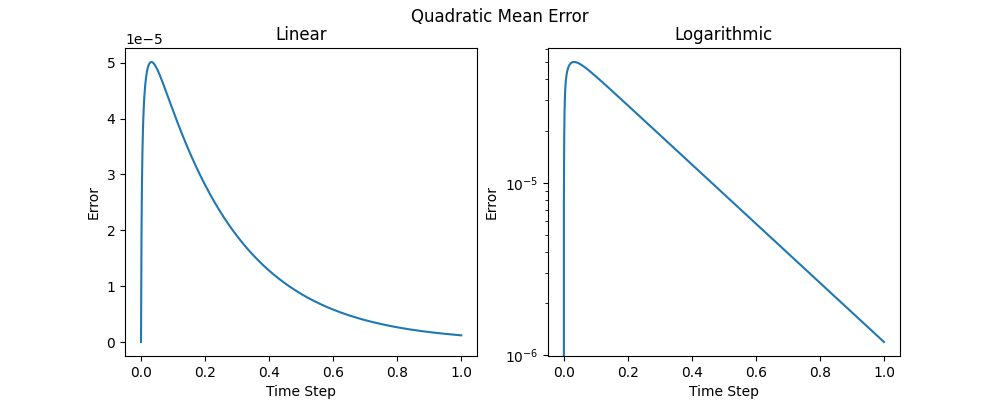 Quadratic Mean Error
Linear
1e−5
5
4
3
2
1
0
Error
0.0 0.2 0.4 0.6 0.8 1.0
Time Step
Logarithmic
10⁻⁵
10⁻⁶
Error
0.0 0.2 0.4 0.6 0.8 1.0
Time Step